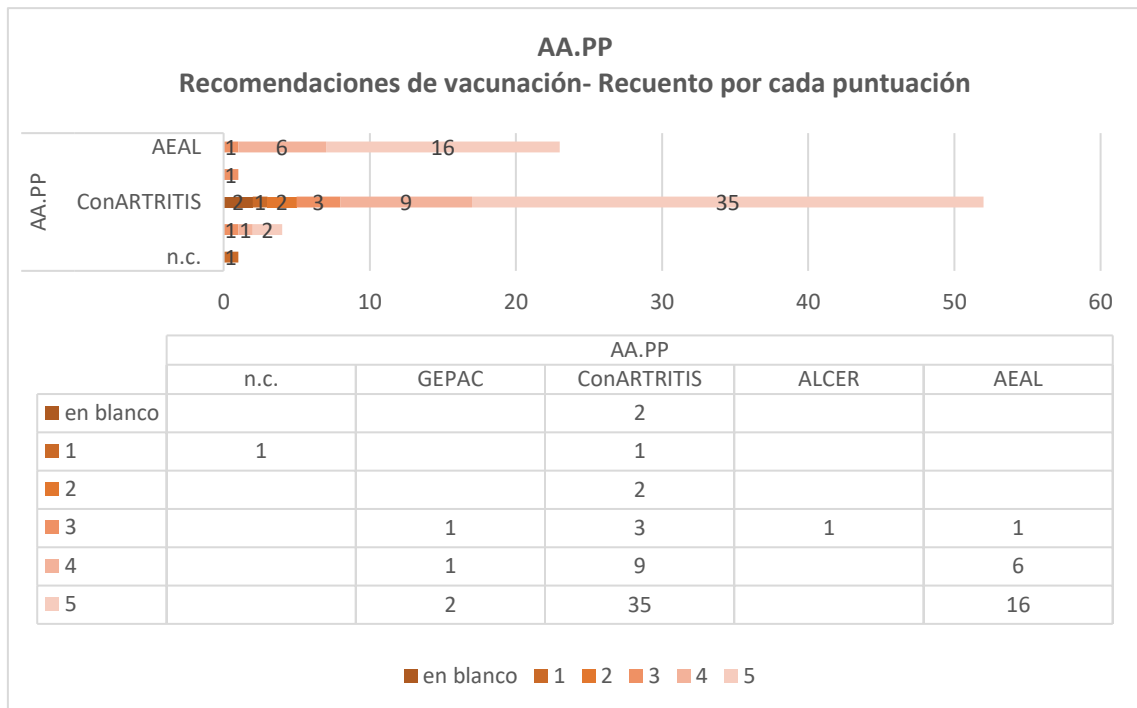 AA.PP
Recomendaciones de vacunación- Recuento por cada puntuación
AA.PP
AEAL 1 6 16
1
ConARTRITIS 2 1 2 3 9 35
1 1 2
n.c. 1
0 10 20 30 40 50 60
AA.PP
n.c. GEPAC ConARTRITIS ALCER AEAL
en blanco 2
1 1 1
2 2
3 1 3 1 1
4 1 9 6
5 2 35 16
en blanco 1 2 3 4 5